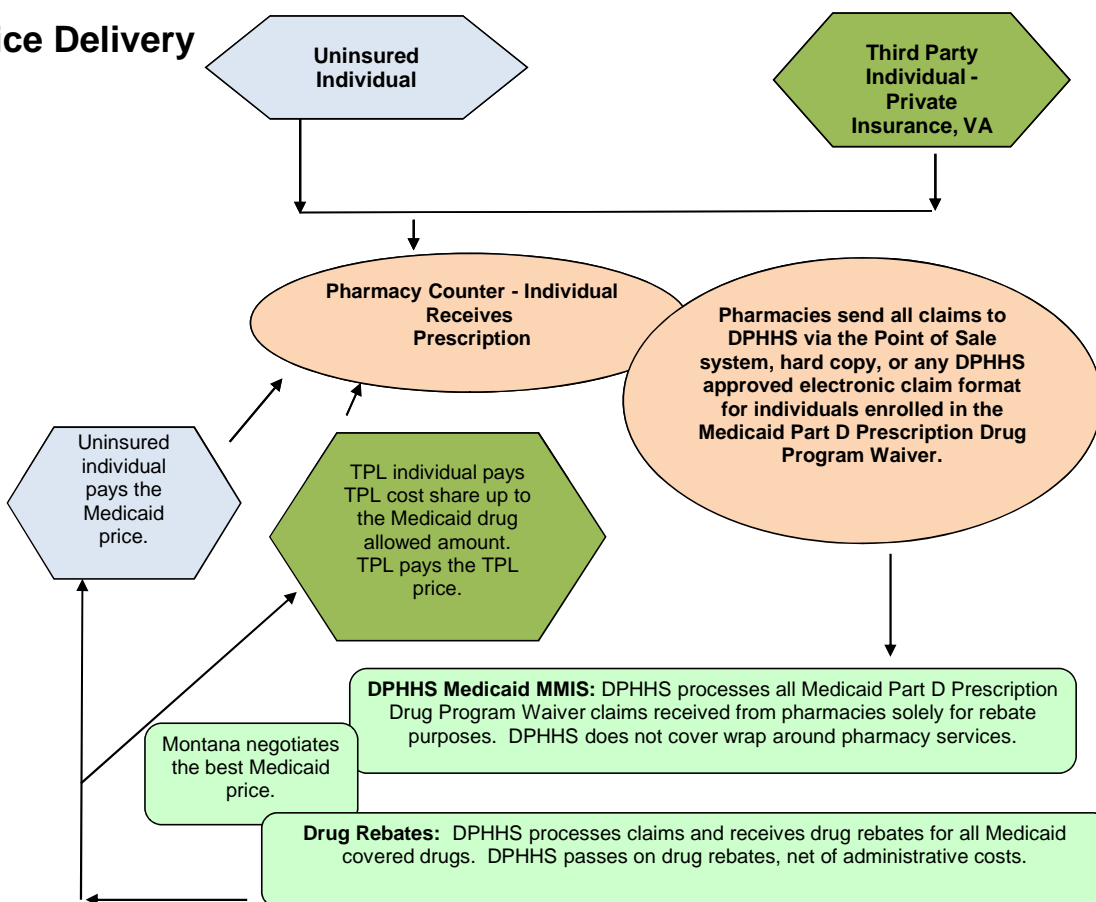 ice Delivery
Uninsured
Individual
Third Party
Individual -
Private
Insurance, VA
Pharmacy Counter - Individual
Receives
Prescription
Pharmacies send all claims to
DPHHS via the Point of Sale
system, hard copy, or any DPHHS
approved electronic claim format
for individuals enrolled in the
Medicaid Part D Prescription Drug
Program Waiver.
Uninsured
individual
pays the
Medicaid
price.
TPL individual pays
TPL cost share up to
the Medicaid drug
allowed amount.
TPL pays the TPL
price.
DPHHS Medicaid MMIS: DPHHS processes all Medicaid Part D Prescription
Drug Program Waiver claims received from pharmacies solely for rebate
purposes. DPHHS does not cover wrap around pharmacy services.
Montana negotiates
the best Medicaid
price.
Drug Rebates: DPHHS processes claims and receives drug rebates for all Medicaid
covered drugs. DPHHS passes on drug rebates, net of administrative costs.